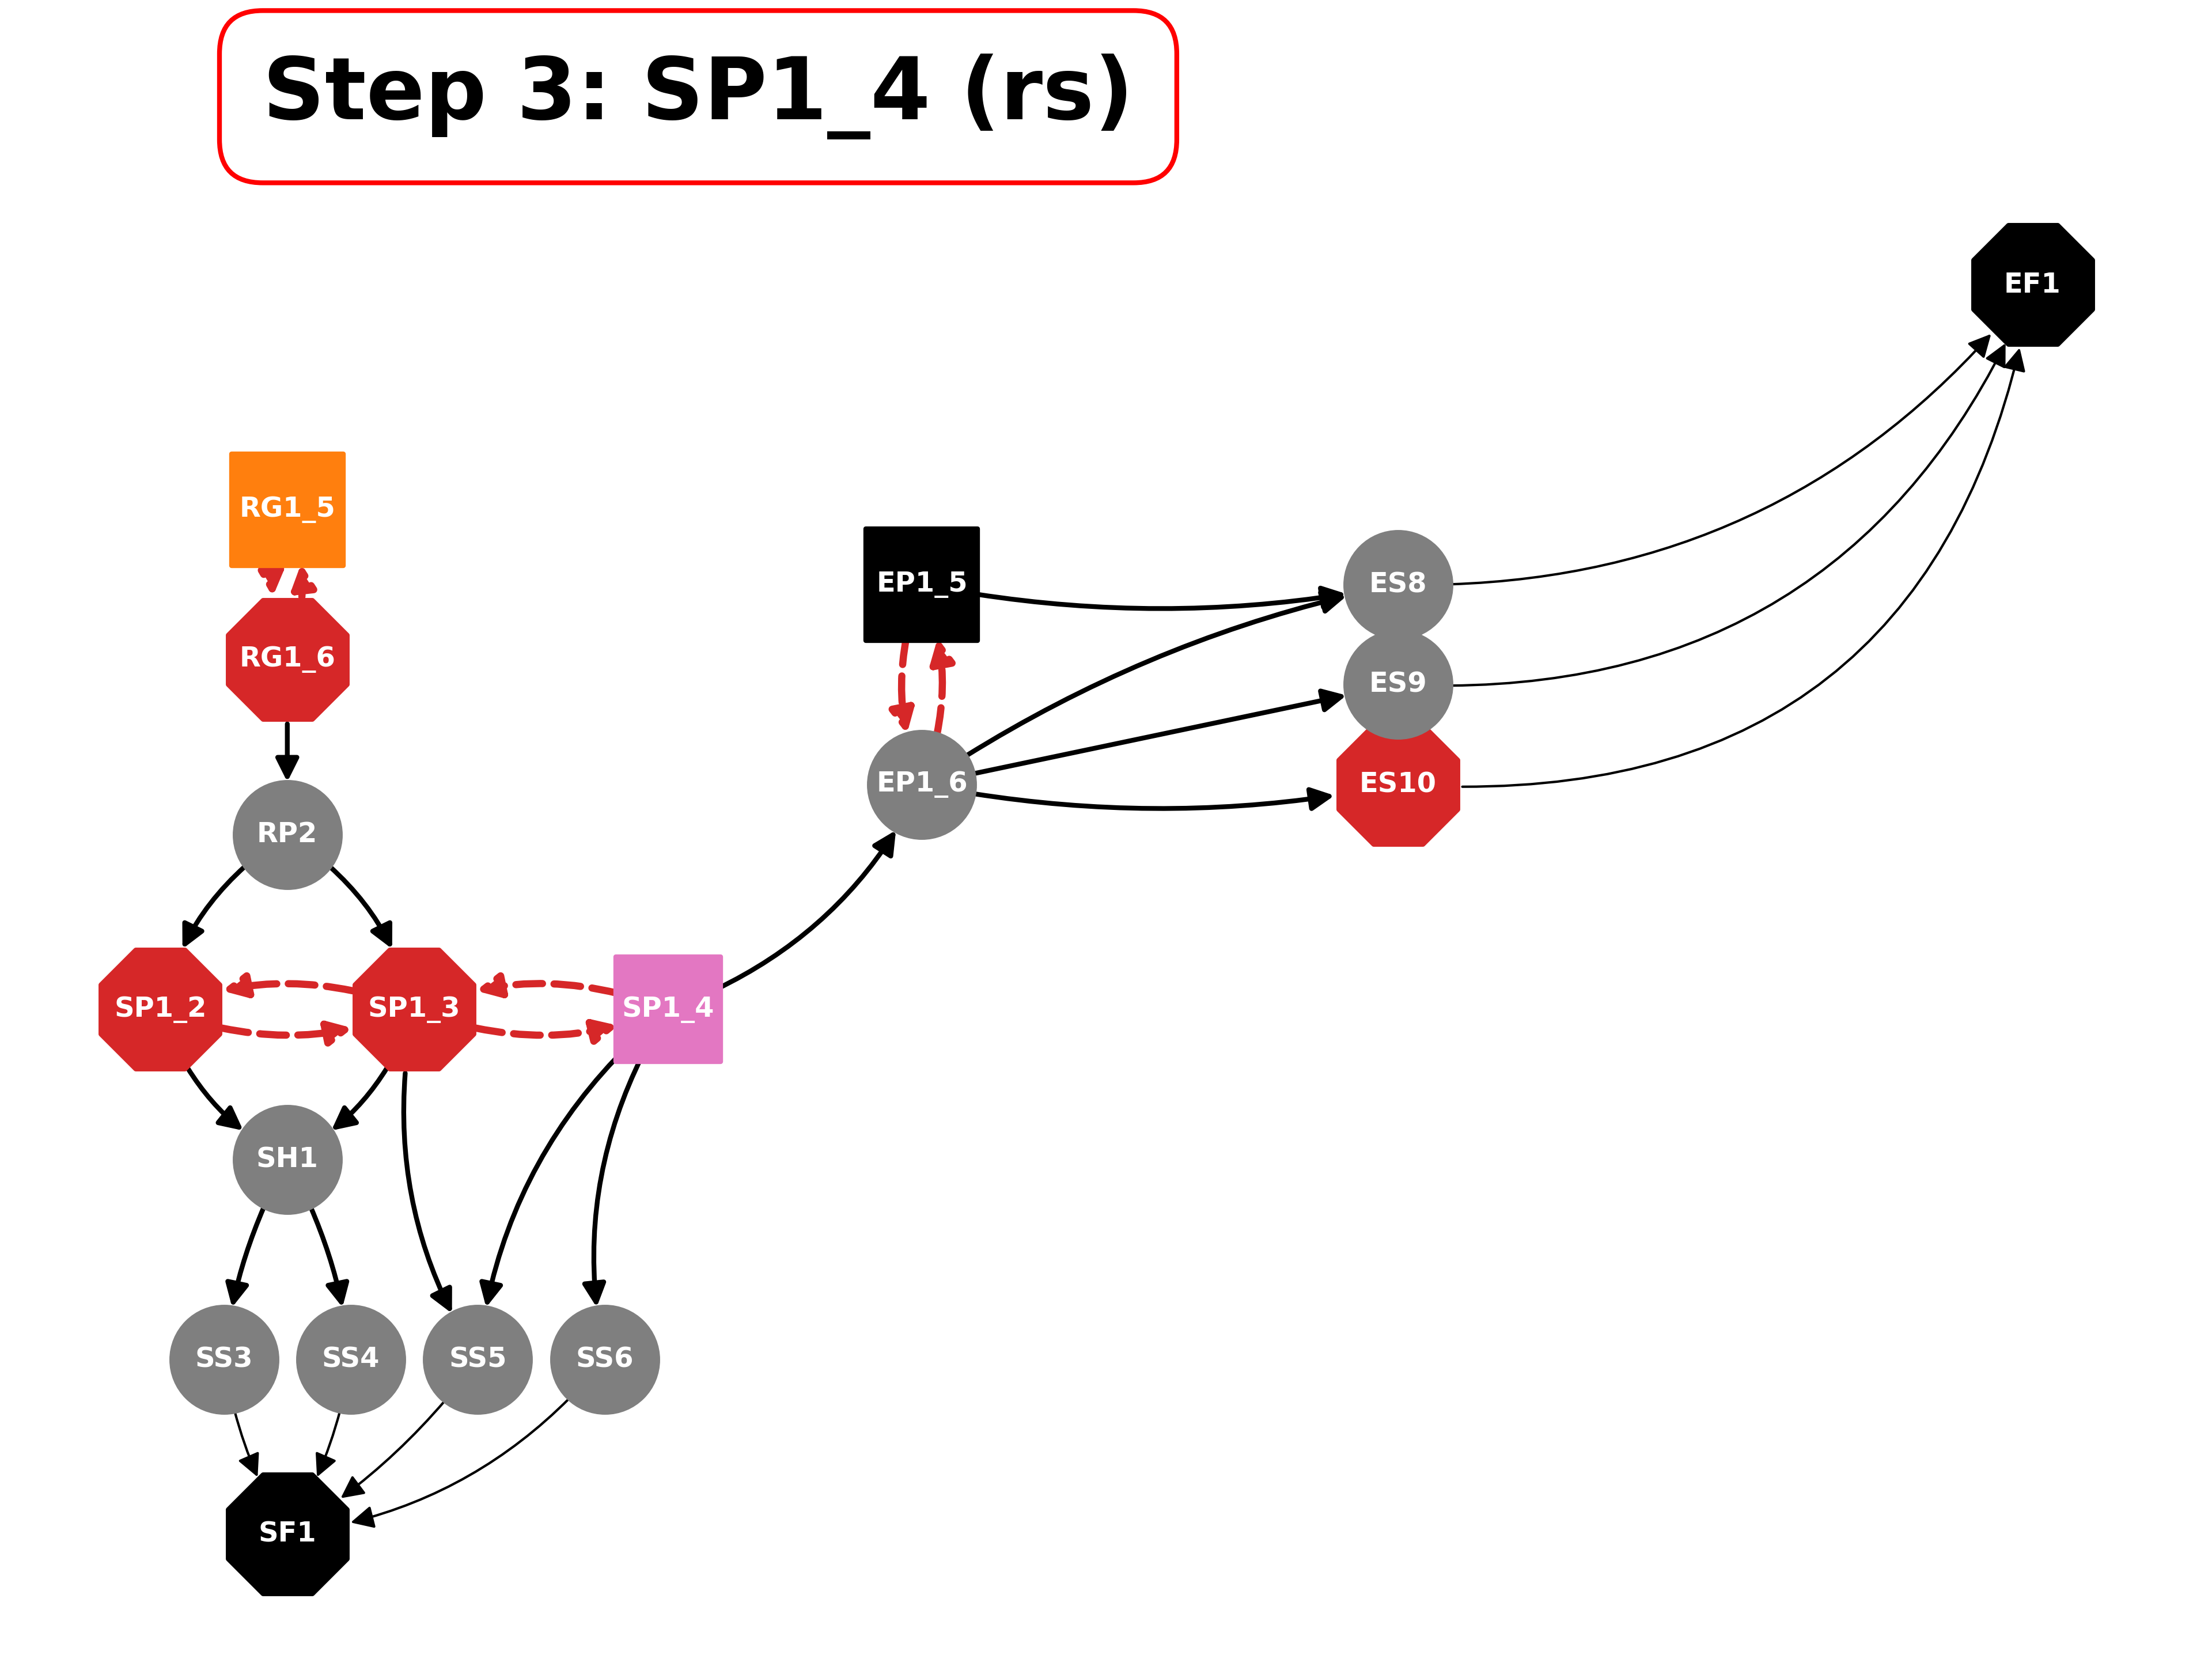 Step 3: SP1_4 (rs)
EF1
RG1_5
EP1_5
ES8
RG1_6
ES9
EP1_6
ES10
RP2
SP1_2
SP1_3
SP1_4
SH1
SS3
SS4
SS5
SS6
SF1